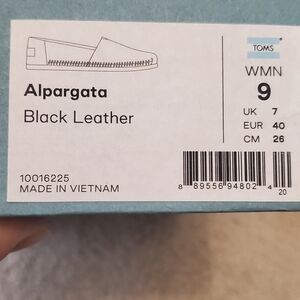 TOMS
WMN
9
UK 7
EUR 40
CM 26
Alpargata
Black Leather
10016225
MADE IN VIETNAM
8 89556 94802 4
20